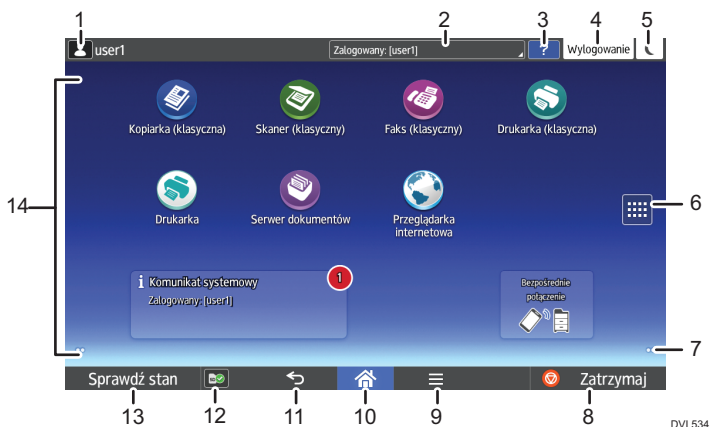 1
2
3
4
5
user1
Zalogowany: [user1]
?
Wylogowanie
Kopiarka (klasyczna)
Skaner (klasyczny)
Faks (klasyczny)
Drukarka (klasyczna)
14
6
Drukarka
Serwer dokumentów
Przeglądarka
internetowa
i Komunikat systemowy
1
Zalogowany: [user1]
Bezpośrednie
połączenie
7
Sprawdź stan
Zatrzymaj
13
12
11
10
9
8
DVL534